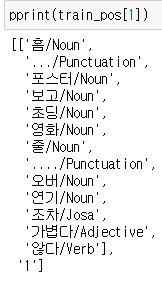 pprint(train_pos[1])
[['흠/Noun',
'.../Punctuation',
'포스터/Noun',
'보고/Noun',
'초딩/Noun',
'영화/Noun',
'줄/Noun',
'..../Punctuation',
'오버/Noun',
'연기/Noun',
'조차/Josa',
'가볍다/Adjective',
'않다/Verb'],
'1']